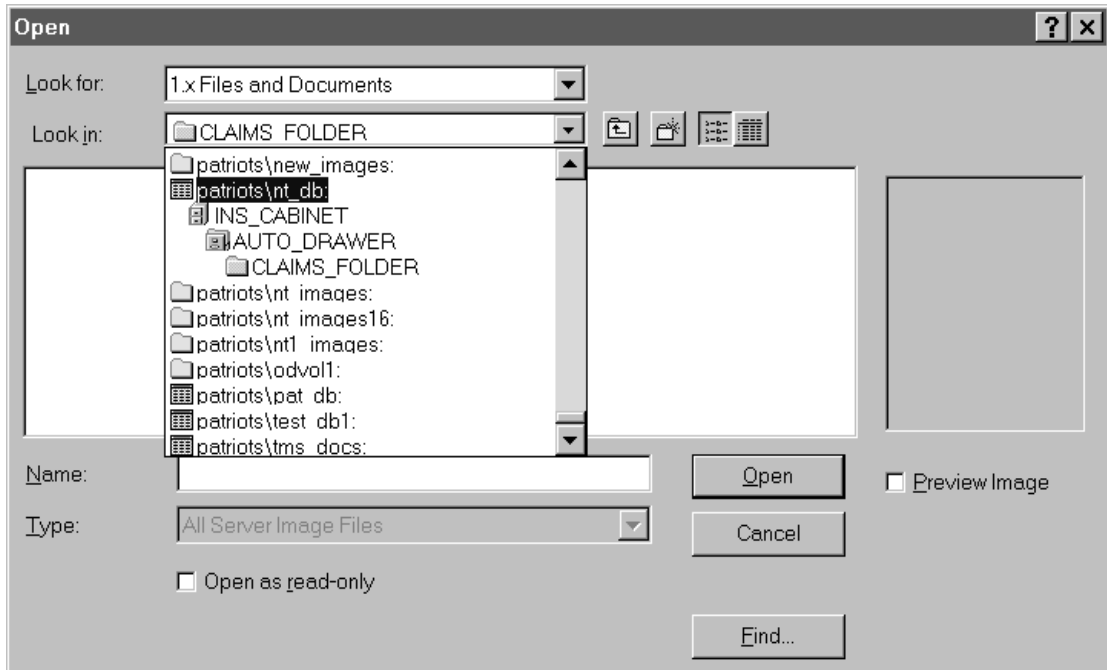 Open
Look for:
1.x Files and Documents
Look in:
CLAIMS_FOLDER
patriots\new_images:
patriots\nt_db:
INS_CABINET
AUTO_DRAWER
CLAIMS_FOLDER
patriots\nt_images:
patriots\nt_images16:
patriots\nt1_images:
patriots\odvol1:
patriots\pat_db:
patriots\test_db1:
patriots\tms_docs:
Name:
Open
Preview Image
Type:
All Server Image Files
Cancel
Open as read-only
Find...